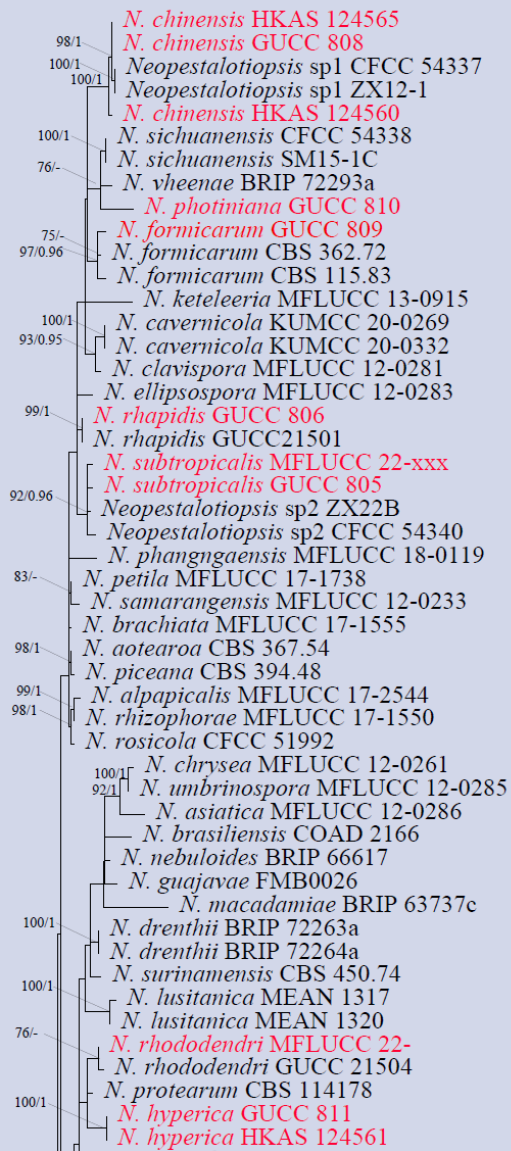 N. chinensis HKAS 124565
N. chinensis GUCC 808
98/1
Neopestalotiopsis sp1 CFCC 54337
100/1
Neopestalotiopsis sp1 ZX12-1
100/1
N. chinensis HKAS 124560
100/1
N. sichuanensis CFCC 54338
N. sichuanensis SM15-1C
76/-
N. vheenae BRIP 72293a
N. photiniana GUCC 810
75/-
N. formicarum GUCC 809
97/0.96
N. formicarum CBS 362.72
N. formicarum CBS 115.83
N. keteleeria MFLUCC 13-0915
100/1
N. cavernicola KUMCC 20-0269
93/0.95
N. cavernicola KUMCC 20-0332
N. clavispora MFLUCC 12-0281
N. ellipsospora MFLUCC 12-0283
99/1
N. rhapidis GUCC 806
N. rhapidis GUCC21501
N. subtropicalis MFLUCC 22-xxx
N. subtropicalis GUCC 805
92/0.96
Neopestalotiopsis sp2 ZX22B
Neopestalotiopsis sp2 CFCC 54340
N. phangngaensis MFLUCC 18-0119
83/-
N. petila MFLUCC 17-1738
N. samarangensis MFLUCC 12-0233
N. brachiata MFLUCC 17-1555
98/1
N. aotearoa CBS 367.54
N. piceana CBS 394.48
99/1
N. alpapicalis MFLUCC 17-2544
98/1
N. rhizophorae MFLUCC 17-1550
N. rosicola CFCC 51992
N. chrysea MFLUCC 12-0261
100/1
N. umbrinospora MFLUCC 12-0285
92/1
N. asiatica MFLUCC 12-0286
N. brasiliensis COAD 2166
N. nebuloides BRIP 66617
N. guajavae FMB0026
N. macadamiae BRIP 63737c
100/1
N. drenthii BRIP 72263a
N. drenthii BRIP 72264a
N. surinamensis CBS 450.74
100/1
N. lusitanica MEAN 1317
N. lusitanica MEAN 1320
76/-
N. rhododendri MFLUCC 22-
N. rhododendri GUCC 21504
N. protearum CBS 114178
100/1
N. hyperica GUCC 811
N. hyperica HKAS 124561